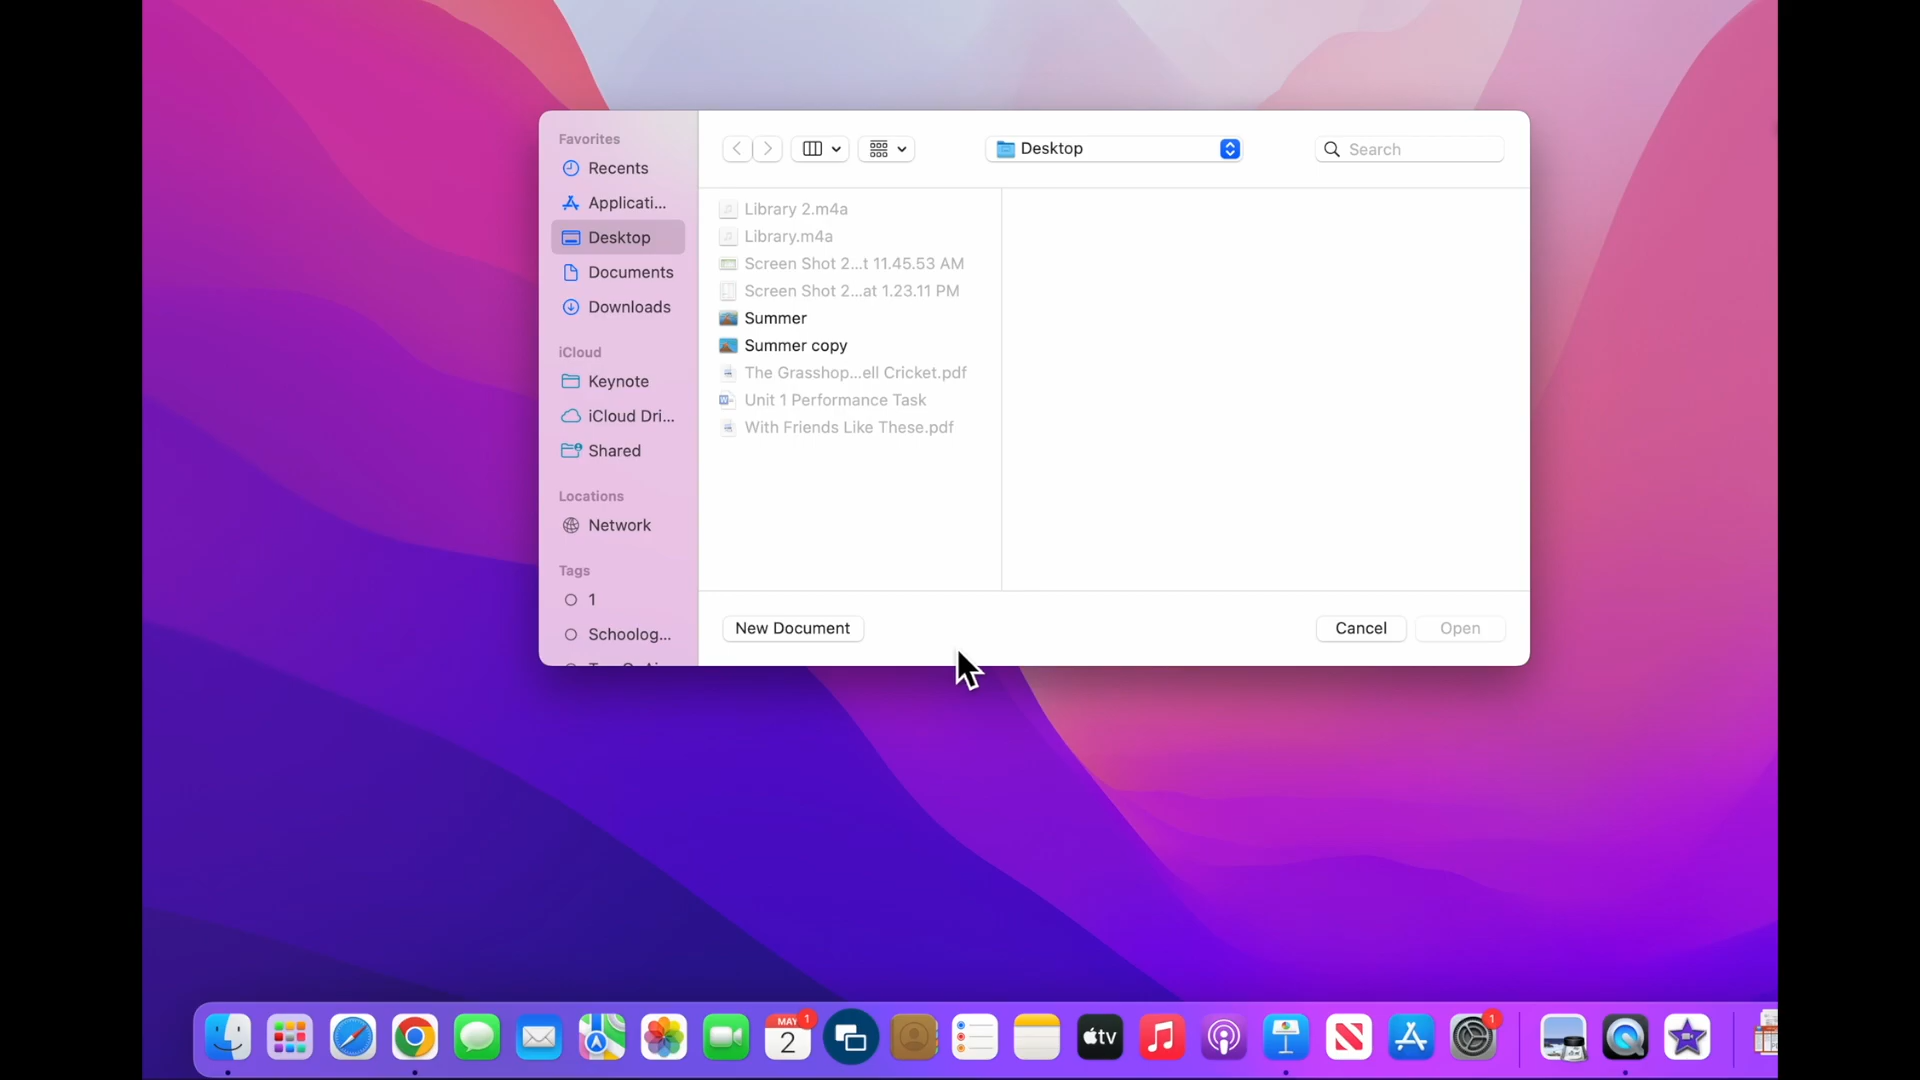 Favorites
Recents
Applicati...
Desktop
Documents
Downloads
iCloud
Keynote
iCloud Dri...
Shared
Locations
Network
Tags
1
Schoolog...
Desktop
Search
Library 2.m4a
Library.m4a
Screen Shot 2...t 11.45.53 AM
Screen Shot 2...at 1.23.11 PM
Summer
Summer copy
The Grasshop...ell Cricket.pdf
Unit 1 Performance Task
With Friends Like These.pdf
New Document
Cancel
Open
MAY
1
2
tv
1